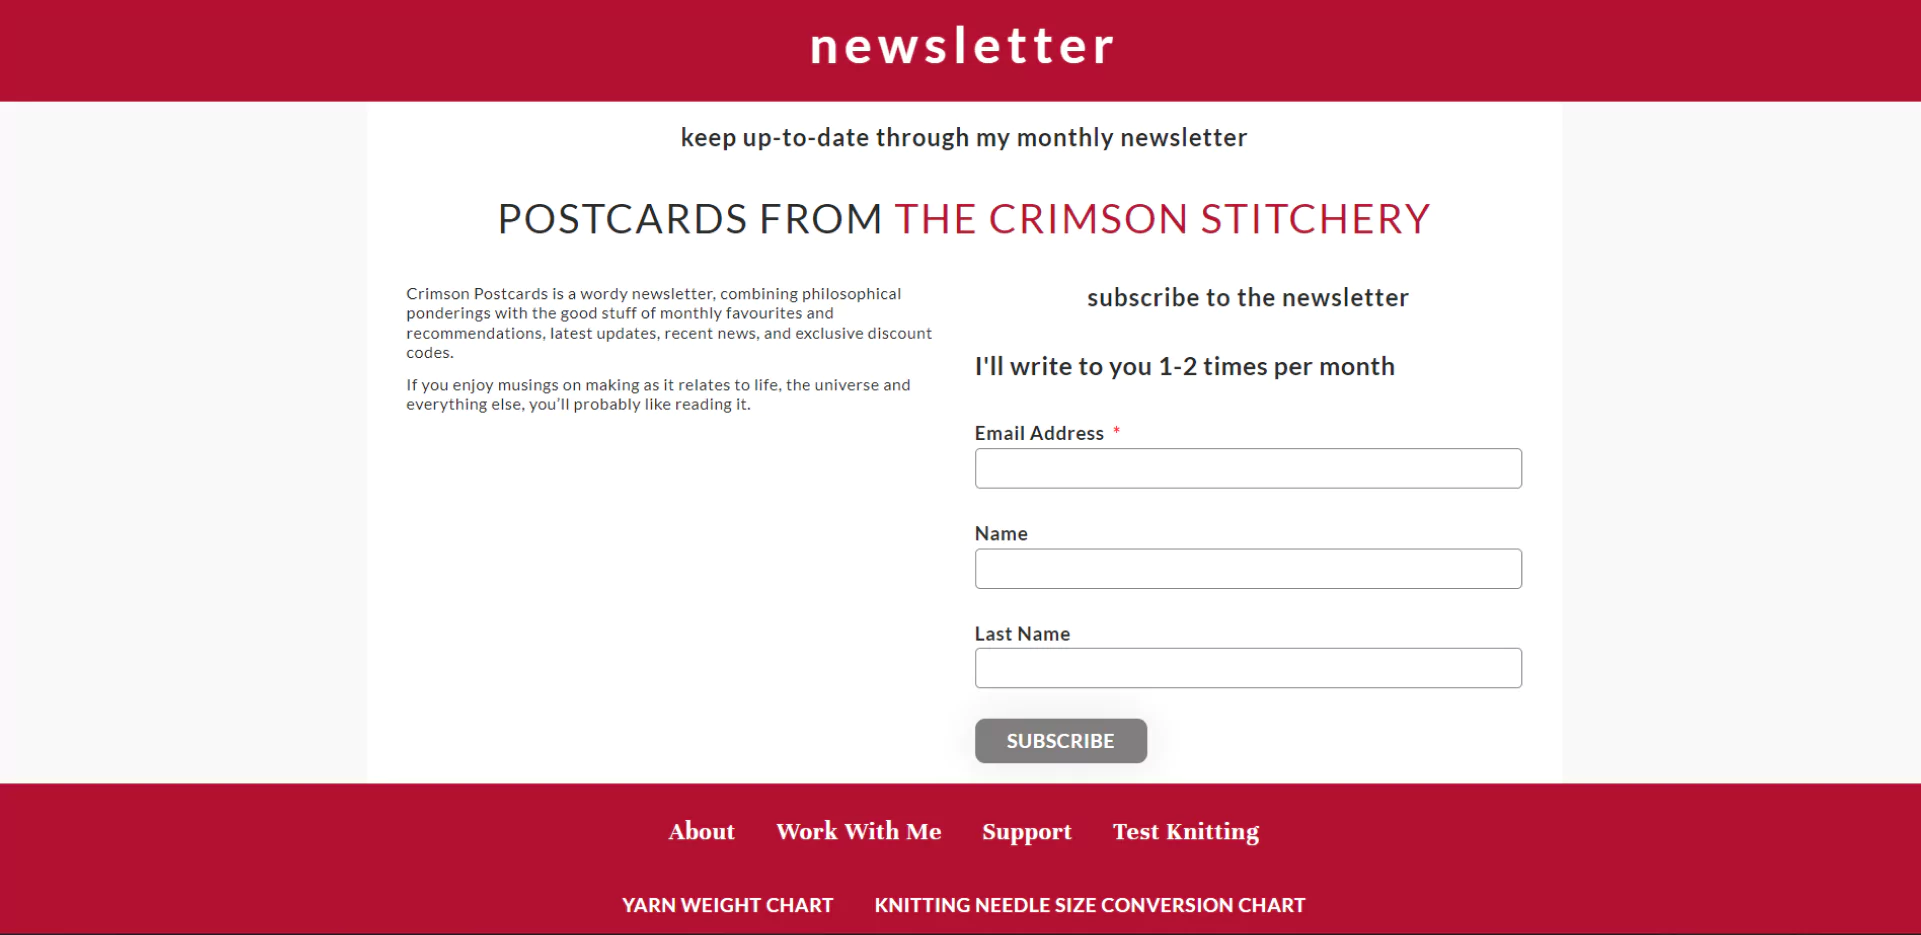 newsletter
keep up-to-date through my monthly newsletter
POSTCARDS FROM THE CRIMSON STITCHERY
Crimson Postcards is a wordy newsletter, combining philosophical
ponderings with the good stuff of monthly favourites and
recommendations, latest updates, recent news, and exclusive discount
codes.
If you enjoy musings on making as it relates to life, the universe and
everything else, you’ll probably like reading it.
subscribe to the newsletter
I'll write to you 1-2 times per month
Email Address *
Name
Last Name
SUBSCRIBE
About Work With Me Support Test Knitting
YARN WEIGHT CHART KNITTING NEEDLE SIZE CONVERSION CHART